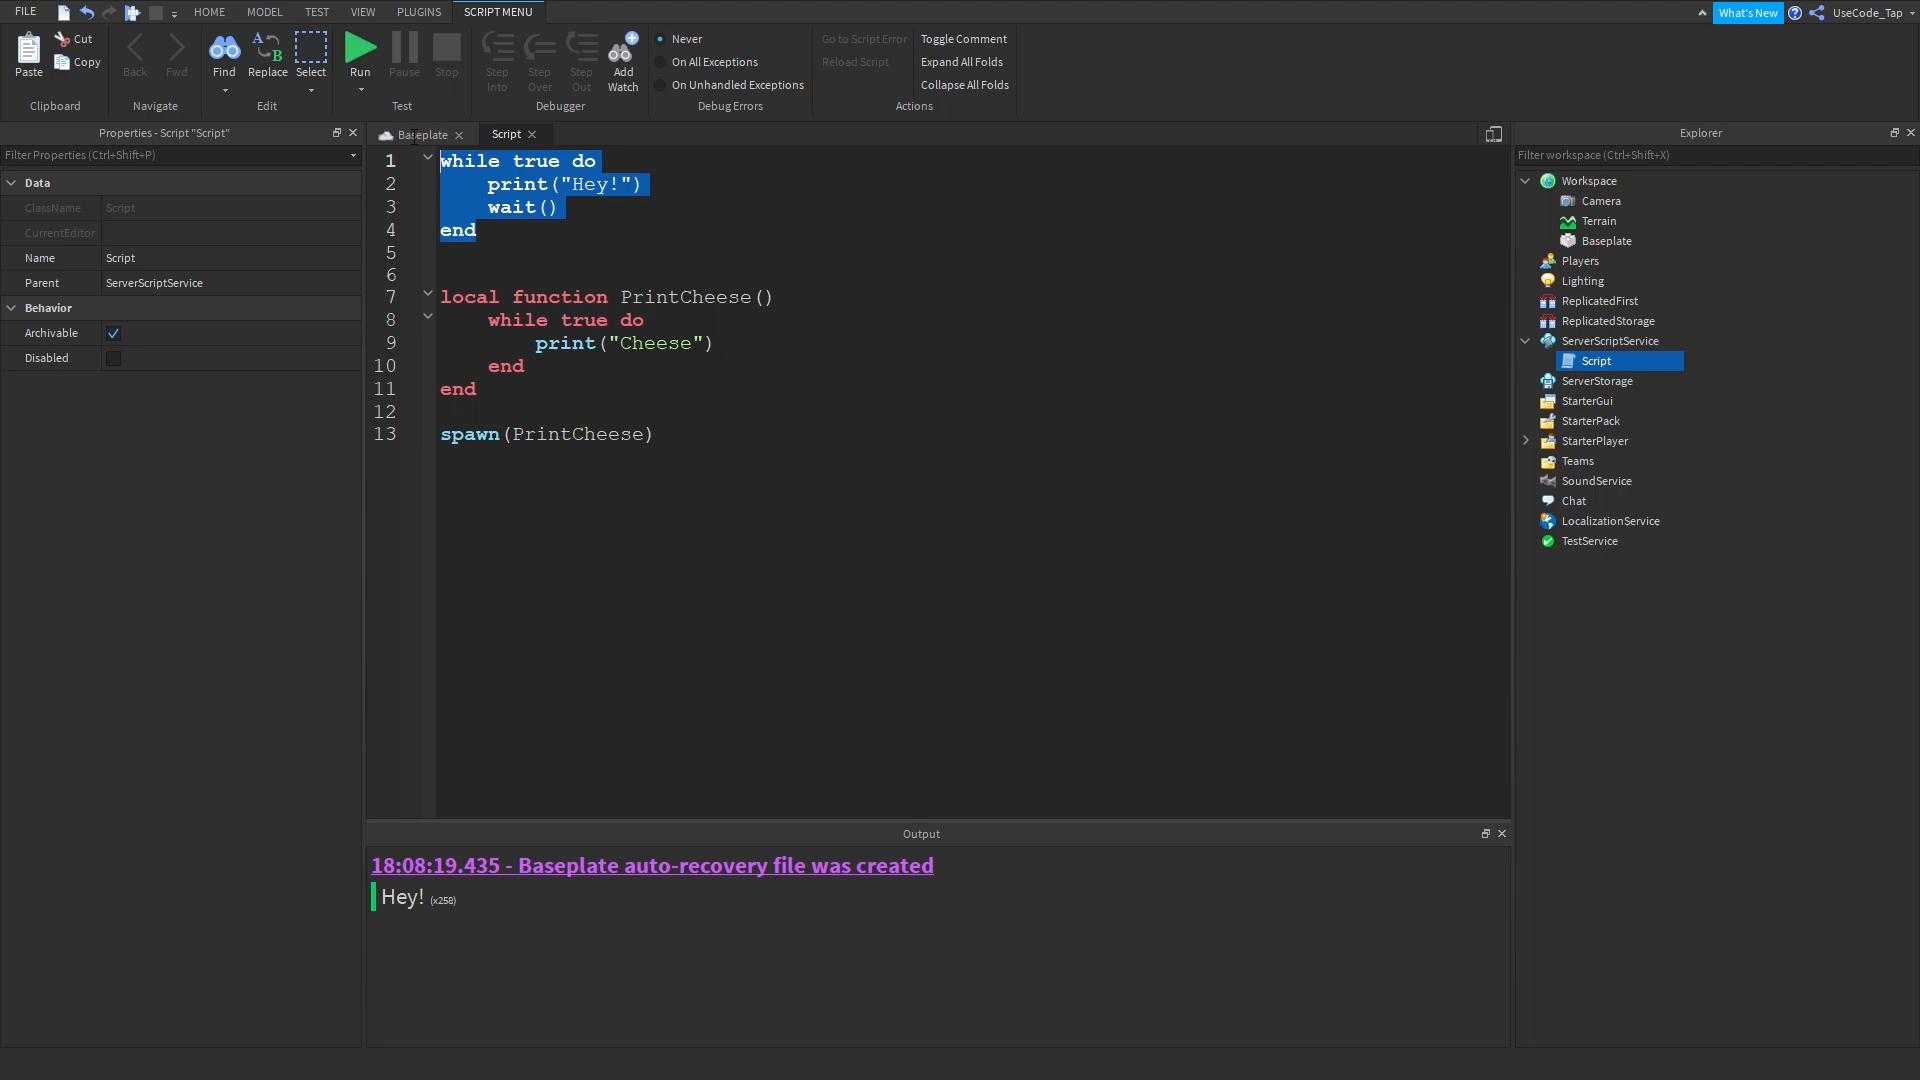 FILE HOME MODEL TEST VIEW PLUGINS SCRIPT MENU What's New UseCode_Tap
Paste Cut Copy
Clipboard
Back Fwd
Navigate
Find Replace Select
Edit
Run Pause Stop
Test
Step Into Step Over Step Out Add Watch
Debugger
Never
On All Exceptions
On Unhandled Exceptions
Debug Errors
Go to Script Error
Reload Script
Toggle Comment
Expand All Folds
Collapse All Folds
Actions
Properties - Script "Script"
Filter Properties (Ctrl+Shift+P)
Data
ClassName Script
CurrentEditor
Name Script
Parent ServerScriptService
Behavior
Archivable
Disabled
Baseplate Script
1 while true do
2 print("Hey!")
3 wait()
4 end
5
6
7 local function PrintCheese()
8 while true do
9 print("Cheese")
10 end
11 end
12
13 spawn(PrintCheese)
Output
18:08:19.435 - Baseplate auto-recovery file was created
Hey! (x258)
Explorer
Filter workspace (Ctrl+Shift+X)
Workspace
Camera
Terrain
Baseplate
Players
Lighting
ReplicatedFirst
ReplicatedStorage
ServerScriptService
Script
ServerStorage
StarterGui
StarterPack
StarterPlayer
Teams
SoundService
Chat
LocalizationService
TestService